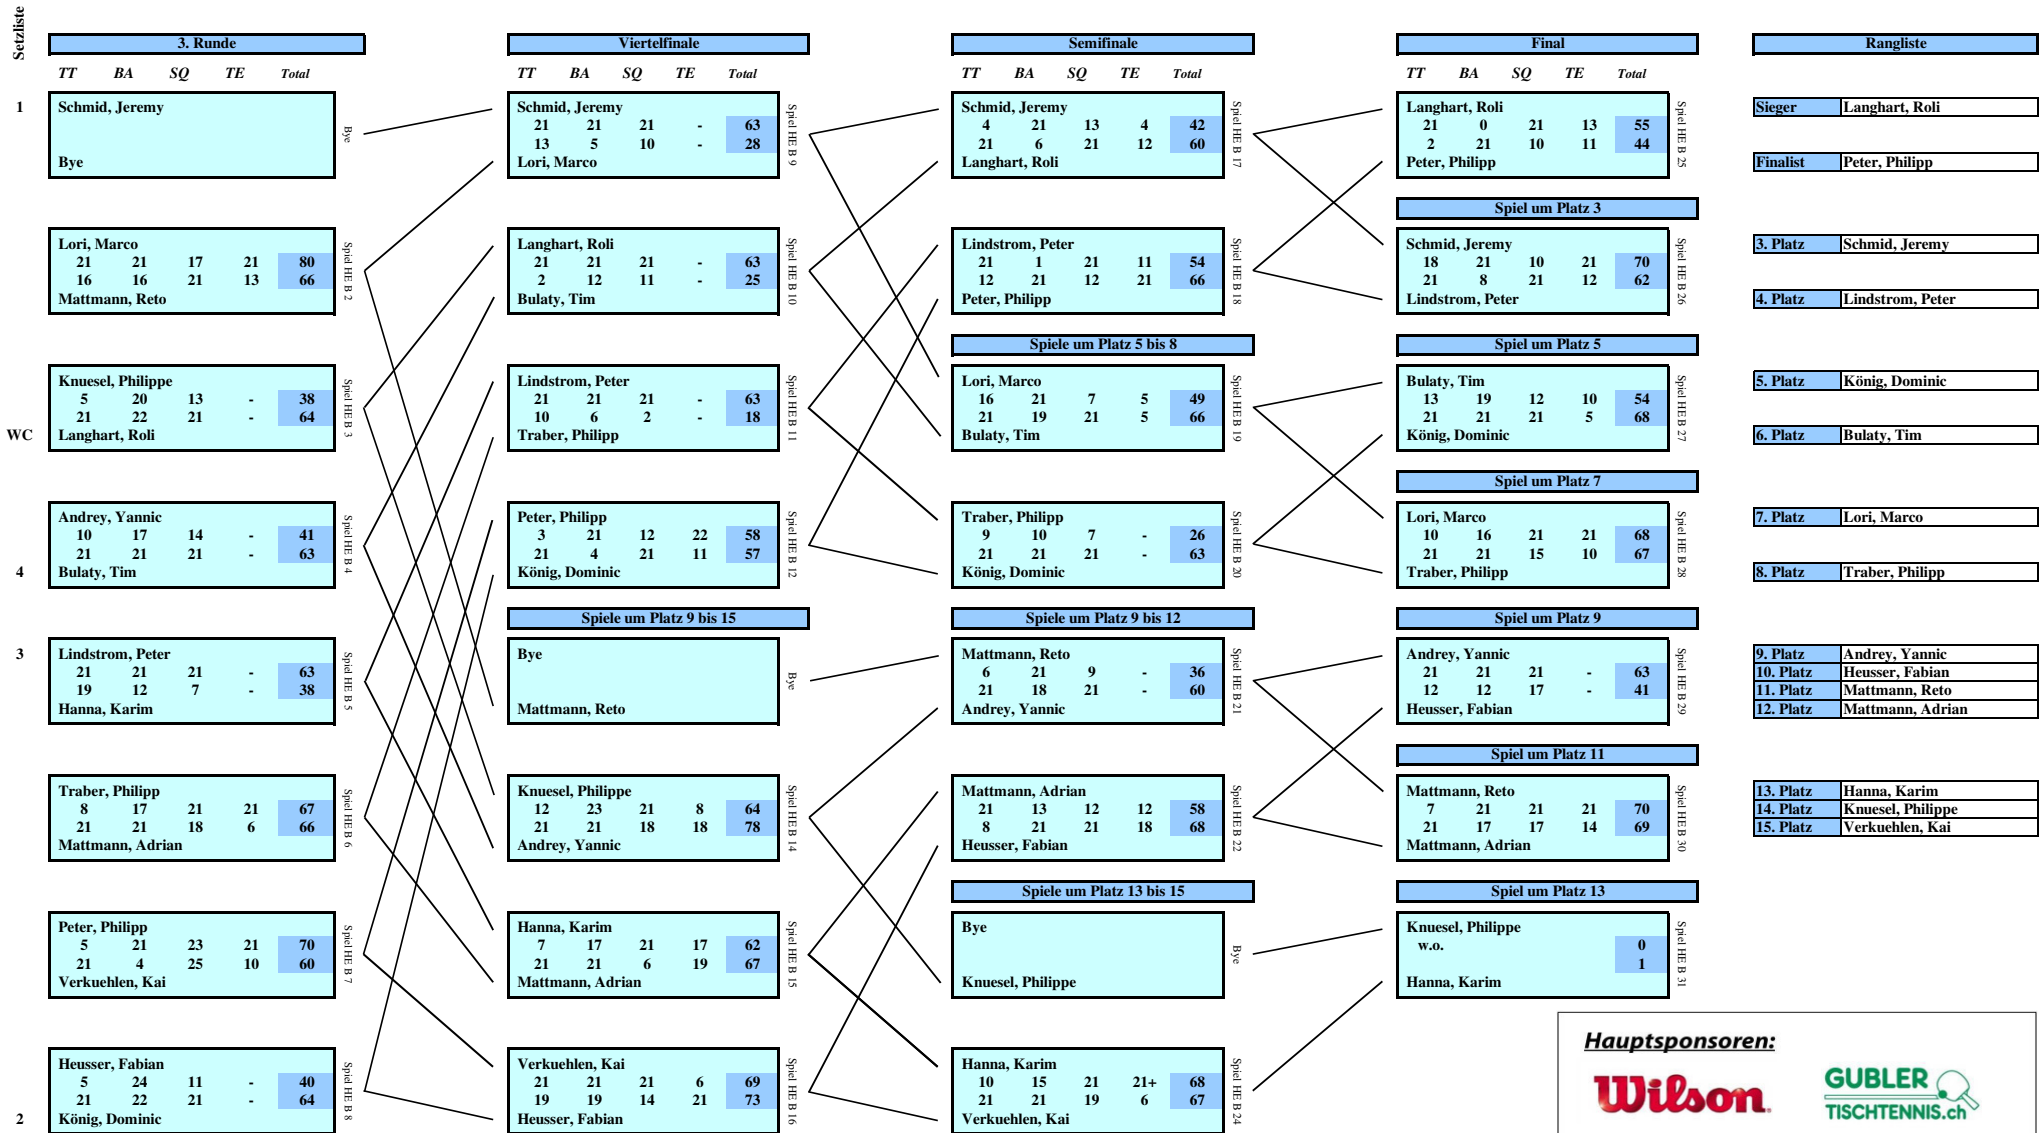 Setzliste
3. Runde
TT BA SQ TE Total
1
Schmid, Jeremy
Bye
Bye
Lori, Marco
21 21 17 21 80
16 16 21 13 66
Mattmann, Reto
Spiel HE B 2
Knuesel, Philippe
5 20 13 - 38
21 22 21 - 64
WC Langhart, Roli
Spiel HE B 3
Andrey, Yannic
10 17 14 - 41
21 21 21 - 63
4 Bulaty, Tim
Spiel HE B 4
3 Lindstrom, Peter
21 21 21 - 63
19 12 7 - 38
Hanna, Karim
Spiel HE B 5
Traber, Philipp
8 17 21 21 67
21 21 18 6 66
Mattmann, Adrian
Spiel HE B 6
Peter, Philipp
5 21 23 21 70
21 4 25 10 60
Verkuehlen, Kai
Spiel HE B 7
Heusser, Fabian
5 24 11 - 40
21 22 21 - 64
2 König, Dominic
Spiel HE B 8
Viertelfinale
TT BA SQ TE Total
Schmid, Jeremy
21 21 21 - 63
13 5 10 - 28
Lori, Marco
Spiel HE B 9
Langhart, Roli
21 21 21 - 63
2 12 11 - 25
Bulaty, Tim
Spiel HE B 10
Lindstrom, Peter
21 21 21 - 63
10 6 2 - 18
Traber, Philipp
Spiel HE B 11
Peter, Philipp
3 21 12 22 58
21 4 21 11 57
König, Dominic
Spiel HE B 12
Spiele um Platz 9 bis 15
Bye
Mattmann, Reto
Bye
Knuesel, Philippe
12 23 21 8 64
21 21 18 18 78
Andrey, Yannic
Spiel HE B 14
Hanna, Karim
7 17 21 17 62
21 21 6 19 67
Mattmann, Adrian
Spiel HE B 15
Verkuehlen, Kai
21 21 21 6 69
19 19 14 21 73
Heusser, Fabian
Spiel HE B 16
Semifinale
TT BA SQ TE Total
Schmid, Jeremy
4 21 13 4 42
21 6 21 12 60
Langhart, Roli
Spiel HE B 17
Lindstrom, Peter
21 1 21 11 54
12 21 12 21 66
Peter, Philipp
Spiel HE B 18
Spiele um Platz 5 bis 8
Lori, Marco
16 21 7 5 49
21 19 21 5 66
Bulaty, Tim
Spiel HE B 19
Traber, Philipp
9 10 7 - 26
21 21 21 - 63
König, Dominic
Spiel HE B 20
Spiele um Platz 9 bis 12
Mattmann, Reto
6 21 9 - 36
21 18 21 - 60
Andrey, Yannic
Spiel HE B 21
Mattmann, Adrian
21 13 12 12 58
8 21 21 18 68
Heusser, Fabian
Spiel HE B 22
Spiele um Platz 13 bis 15
Bye
Knuesel, Philippe
Bye
Hanna, Karim
10 15 21 21+ 68
21 21 19 6 67
Verkuehlen, Kai
Spiel HE B 24
Final
TT BA SQ TE Total
Langhart, Roli
21 0 21 13 55
2 21 10 11 44
Peter, Philipp
Spiel HE B 25
Spiel um Platz 3
Schmid, Jeremy
18 21 10 21 70
21 8 21 12 62
Lindstrom, Peter
Spiel HE B 26
Spiel um Platz 5
Bulaty, Tim
13 19 12 10 54
21 21 21 5 68
König, Dominic
Spiel HE B 27
Spiel um Platz 7
Lori, Marco
10 16 21 21 68
21 21 15 10 67
Traber, Philipp
Spiel HE B 28
Spiel um Platz 9
Andrey, Yannic
21 21 21 - 63
12 12 17 - 41
Heusser, Fabian
Spiel HE B 29
Spiel um Platz 11
Mattmann, Reto
7 21 21 21 70
21 17 17 14 69
Mattmann, Adrian
Spiel HE B 30
Spiel um Platz 13
Knuesel, Philippe
w.o. 0
1
Hanna, Karim
Spiel HE B 31
Rangliste
Sieger Langhart, Roli
Finalist Peter, Philipp
3. Platz Schmid, Jeremy
4. Platz Lindstrom, Peter
5. Platz König, Dominic
6. Platz Bulaty, Tim
7. Platz Lori, Marco
8. Platz Traber, Philipp
9. Platz Andrey, Yannic
10. Platz Heusser, Fabian
11. Platz Mattmann, Reto
12. Platz Mattmann, Adrian
13. Platz Hanna, Karim
14. Platz Knuesel, Philippe
15. Platz Verkuehlen, Kai
Hauptsponsoren:
Wilson.
GUBLER
TISCHTENNIS.ch